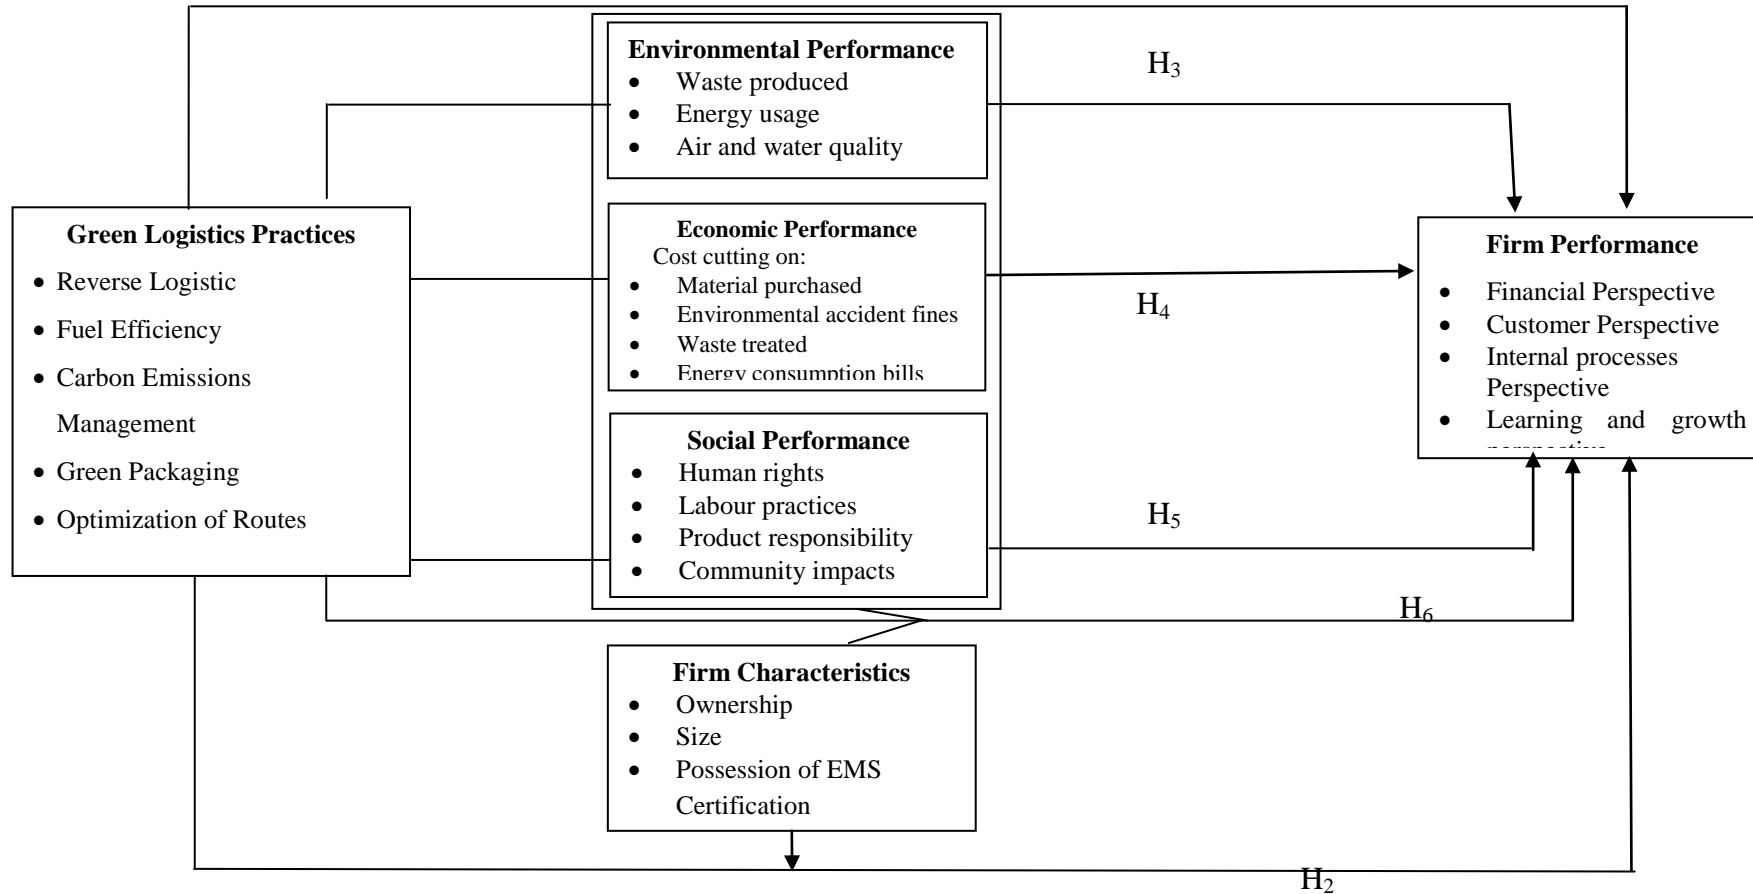 Environmental Performance
• Waste produced
• Energy usage
• Air and water quality
H3
Green Logistics Practices
• Reverse Logistic
• Fuel Efficiency
• Carbon Emissions
Management
• Green Packaging
• Optimization of Routes
Economic Performance
Cost cutting on:
• Material purchased
• Environmental accident fines
• Waste treated
• Energy consumption bills
H4
Firm Performance
• Financial Perspective
• Customer Perspective
• Internal processes
Perspective
• Learning and growth
Social Performance
• Human rights
• Labour practices
• Product responsibility
• Community impacts
H5
H6
Firm Characteristics
• Ownership
• Size
• Possession of EMS
Certification
H2